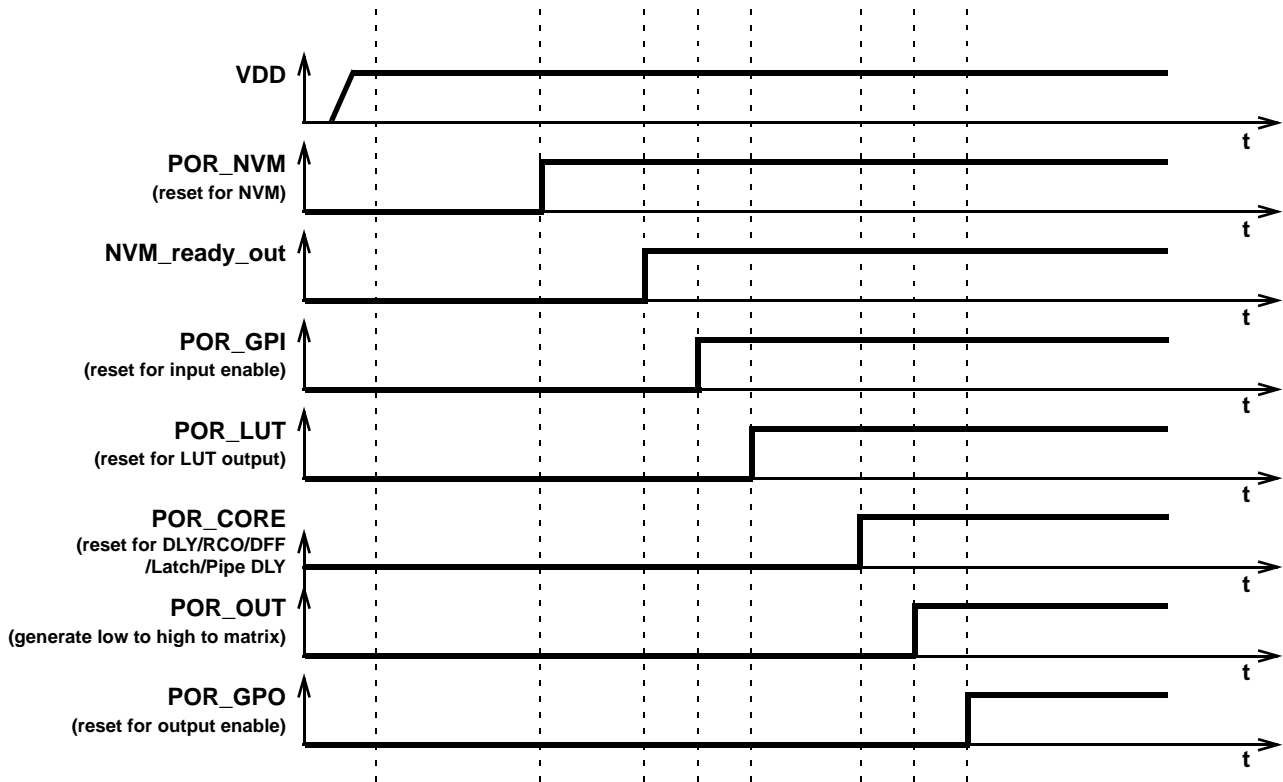 VDD
t
POR_NVM
(reset for NVM)
t
NVM_ready_out
t
POR_GPI
(reset for input enable)
t
POR_LUT
(reset for LUT output)
t
POR_CORE
(reset for DLY/RCO/DFF
/Latch/Pipe DLY
t
POR_OUT
(generate low to high to matrix)
t
POR_GPO
(reset for output enable)
t